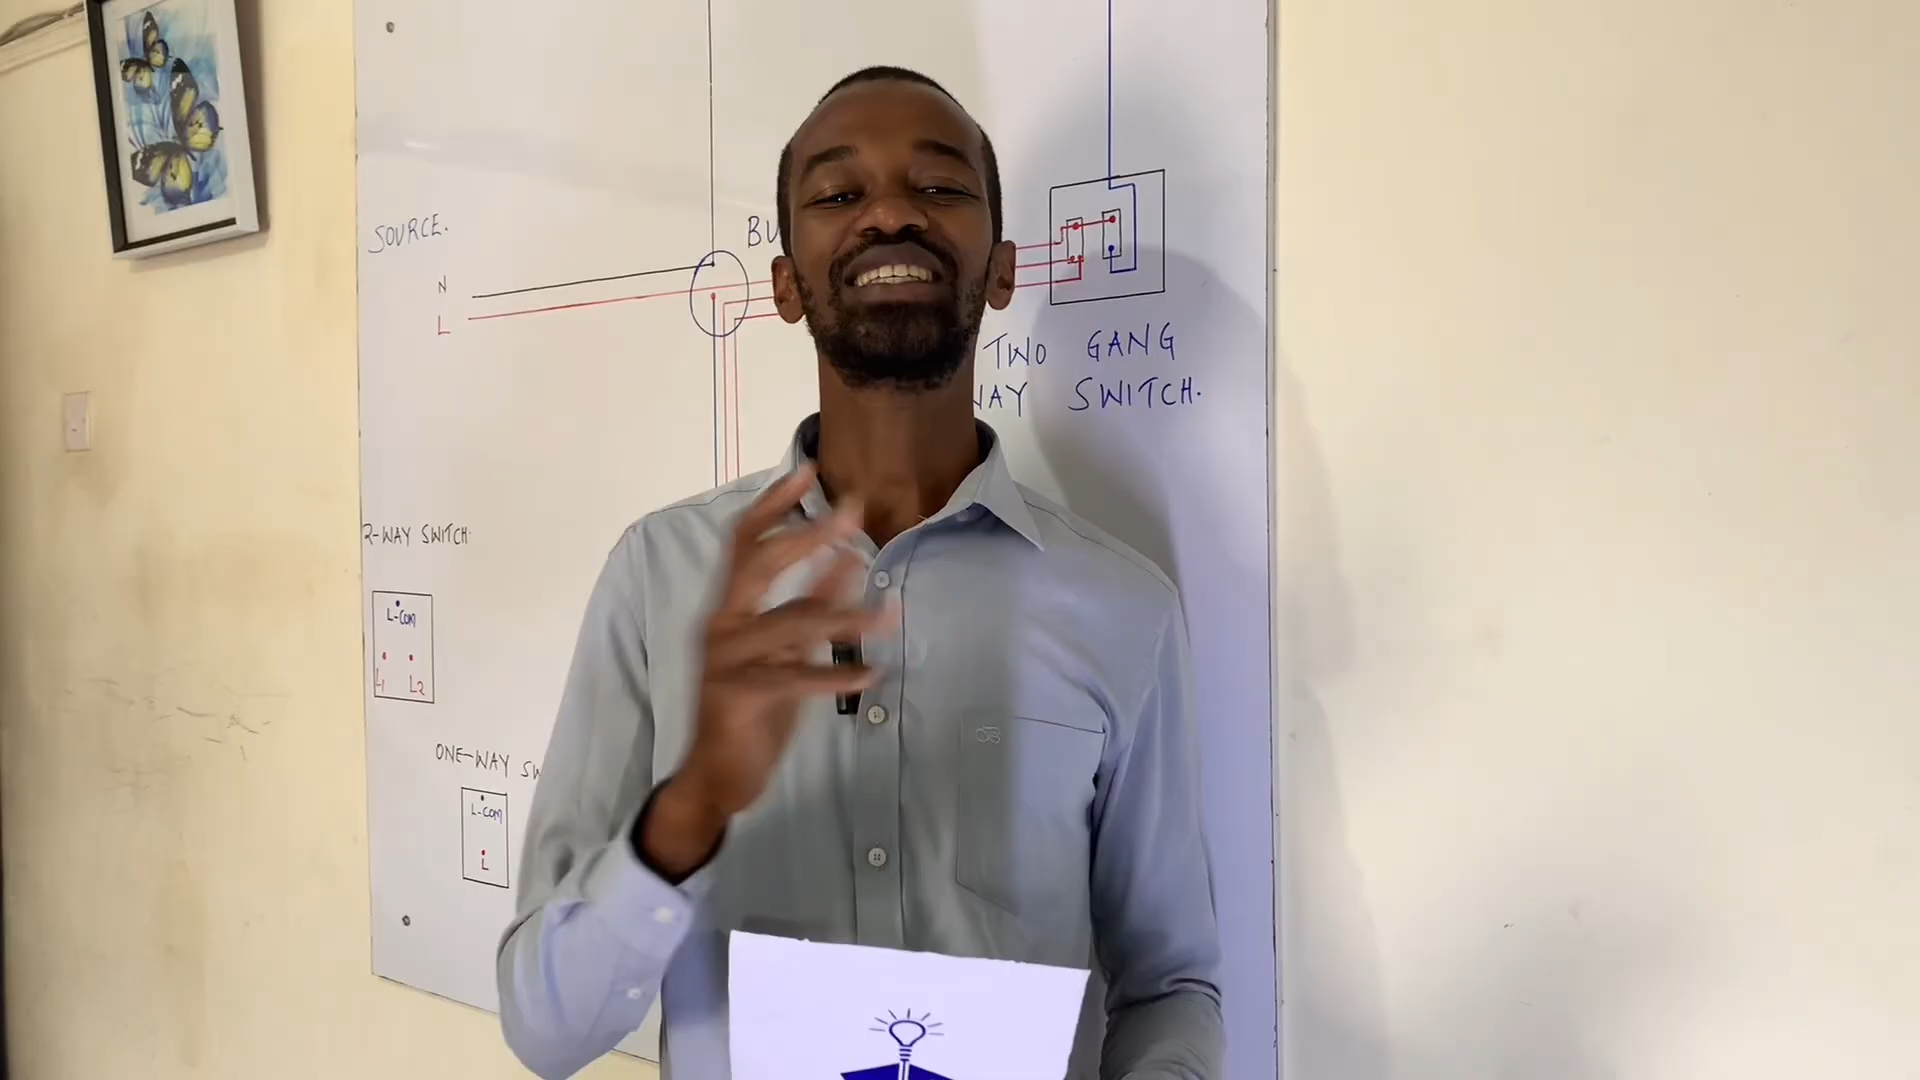 SOURCE.
N
L
TWO GANG
SWITCH.
2-WAY SWITCH.
L-COM
L1 L2
ONE-WAY
L-COM
L